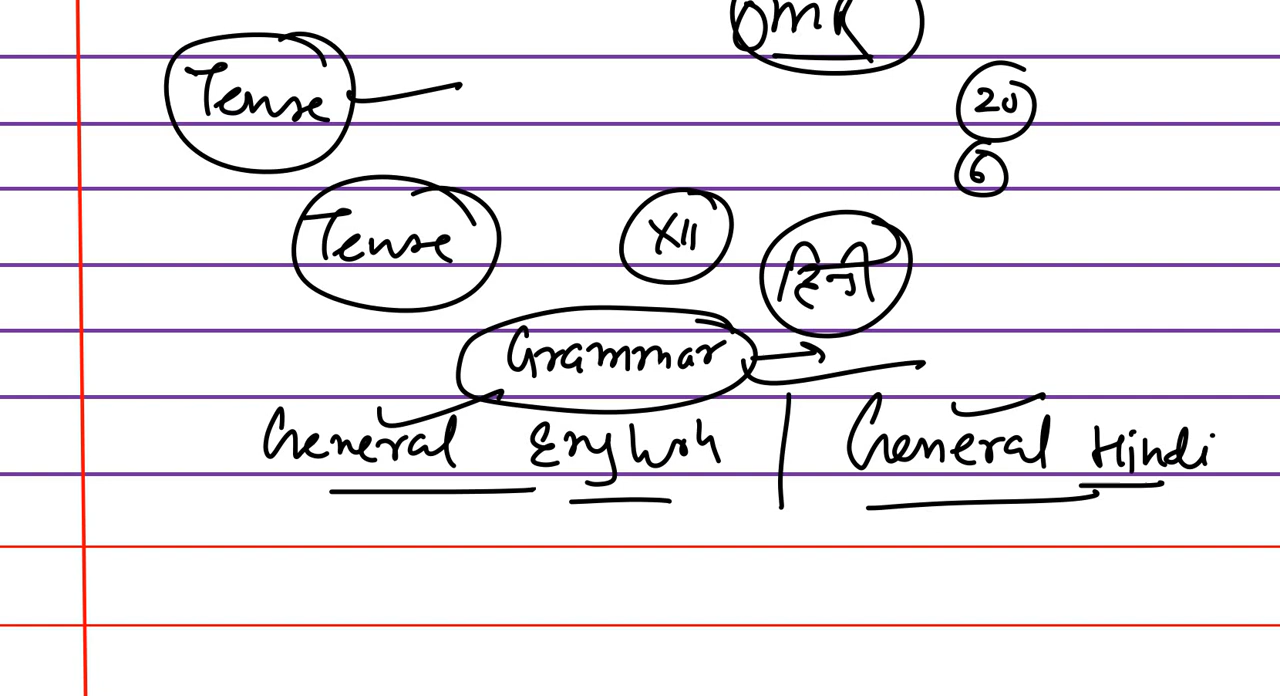 OMR
Tense
20
6
Tense
XII
हिन्दी
Grammar
General English | General Hindi